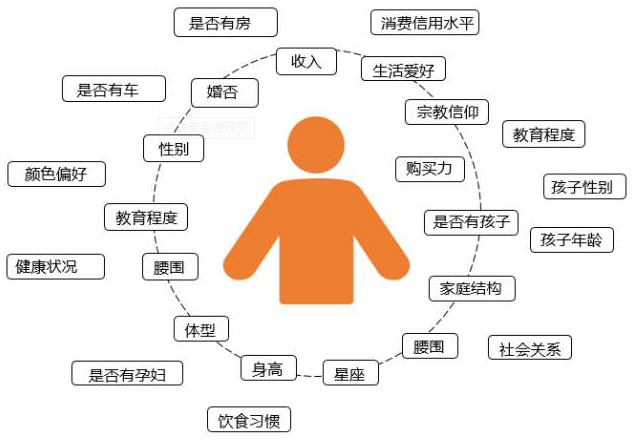 是否有房
消费信用水平
收入
生活爱好
是否有车
婚否
宗教信仰
教育程度
性别
购买力
颜色偏好
孩子性别
教育程度
是否有孩子
孩子年龄
健康状况
腰围
家庭结构
体型
腰围
社会关系
身高
星座
是否有孕妇
饮食习惯